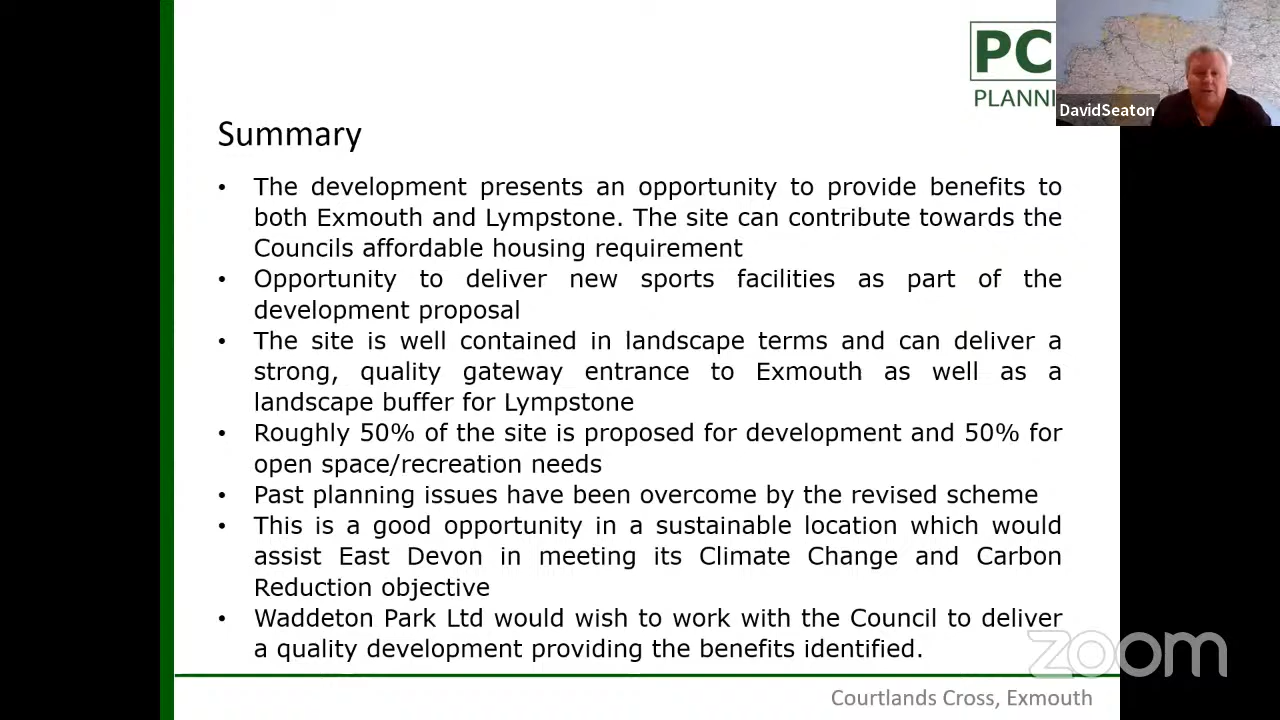 PC
PLANNI
DavidSeaton
Summary
• The development presents an opportunity to provide benefits to
both Exmouth and Lympstone. The site can contribute towards the
Councils affordable housing requirement
• Opportunity to deliver new sports facilities as part of the
development proposal
• The site is well contained in landscape terms and can deliver a
strong, quality gateway entrance to Exmouth as well as a
landscape buffer for Lympstone
• Roughly 50% of the site is proposed for development and 50% for
open space/recreation needs
• Past planning issues have been overcome by the revised scheme
• This is a good opportunity in a sustainable location which would
assist East Devon in meeting its Climate Change and Carbon
Reduction objective
• Waddeton Park Ltd would wish to work with the Council to deliver
a quality development providing the benefits identified.
zoom
Courtlands Cross, Exmouth